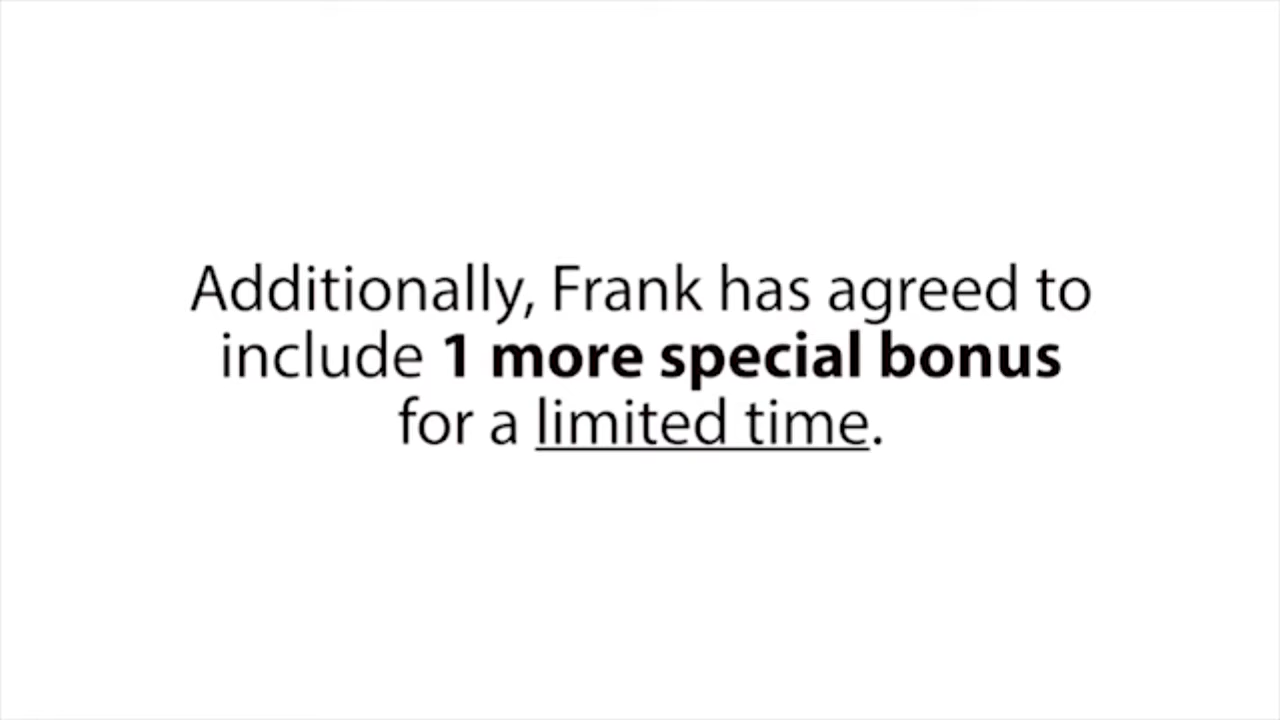 Additionally, Frank has agreed to
include 1 more special bonus
for a limited time.